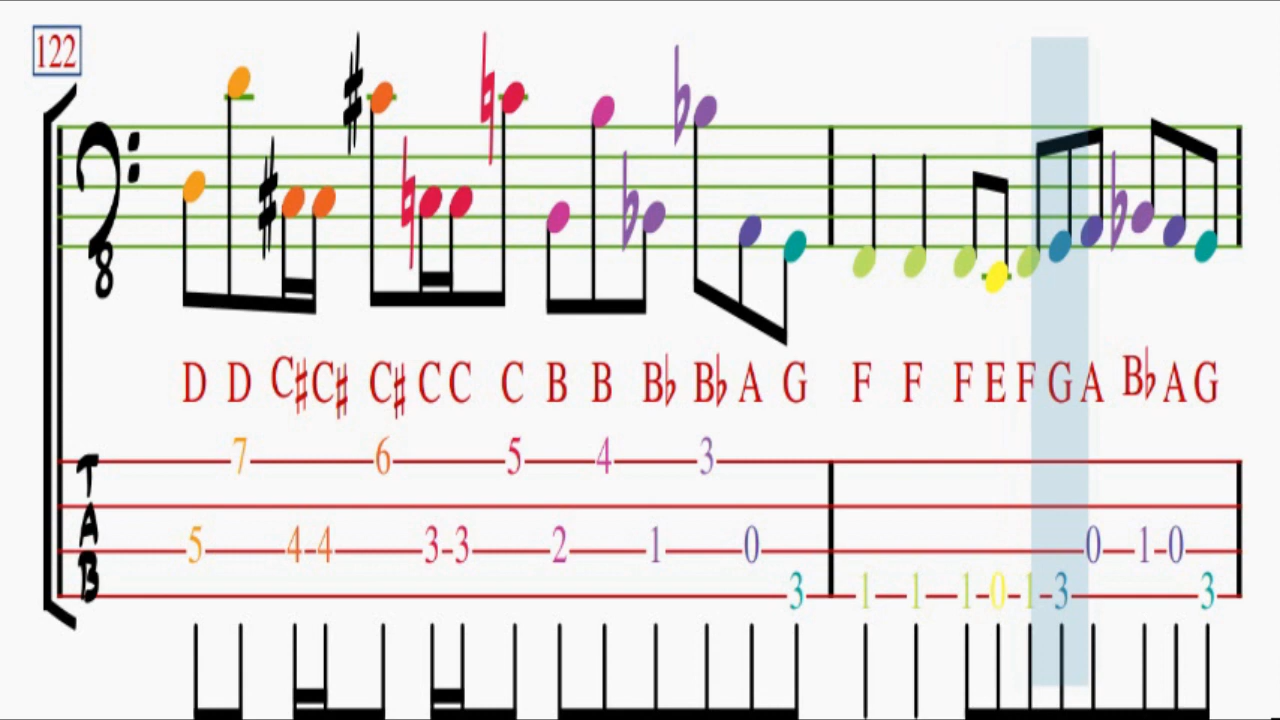 122
8
D D C♯ C♯ C♯ C C C B B B♭ B♭ A G F F F E F G A B♭ A G
7 6 5 4 3
T
A 5 4 4 3 3 2 1 0 0 1 0
B 3 1 1 1 0 1 3 3